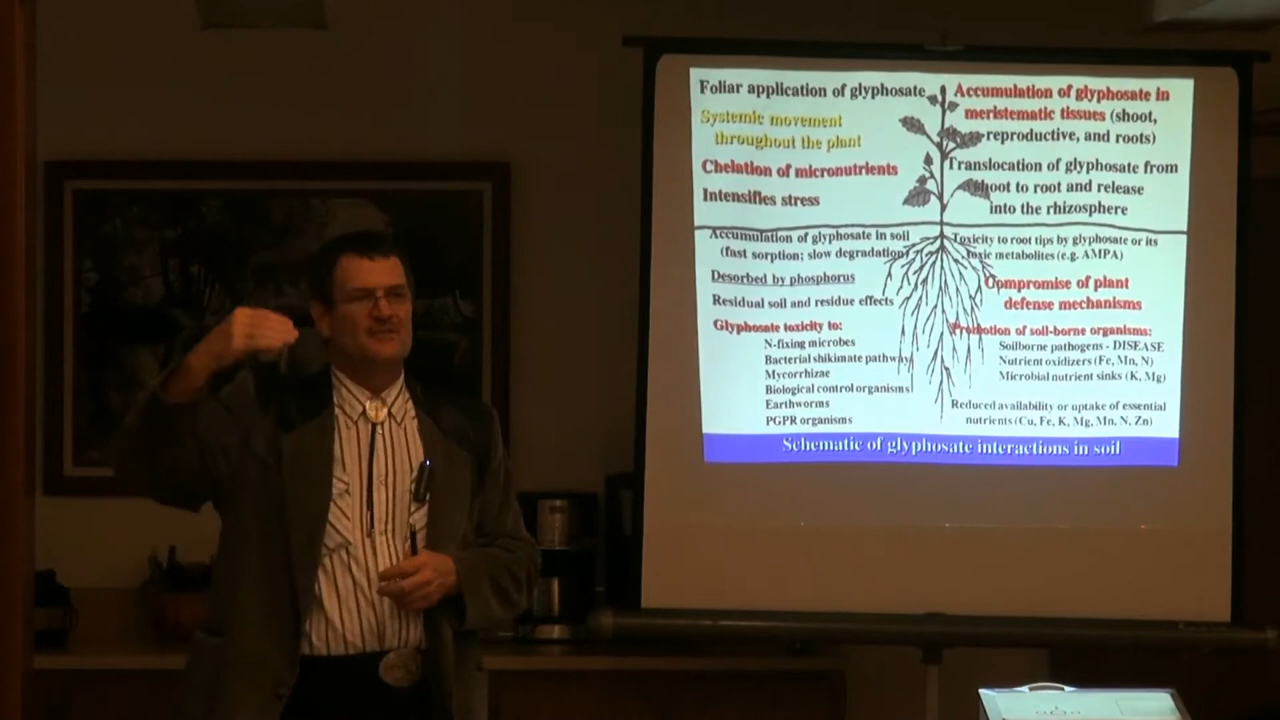 Foliar application of glyphosate
Systemic movement
throughout the plant
Chelation of micronutrients
Intensifies stress
Accumulation of glyphosate in
meristematic tissues (shoot,
reproductive, and roots)
Translocation of glyphosate from
shoot to root and release
into the rhizosphere
Accumulation of glyphosate in soil
(fast sorption; slow degradation)
Desorbed by phosphorus
Residual soil and residue effects
Glyphosate toxicity to:
N-fixing microbes
Bacterial shikimate pathway
Mycorrhizae
Biological control organisms
Earthworms
PGPR organisms
Toxicity to root tips by glyphosate or its
toxic metabolites (e.g. AMPA)
Compromise of plant
defense mechanisms
Promotion of soil-borne organisms:
Soilborne pathogens - DISEASE
Nutrient oxidizers (Fe, Mn, N)
Microbial nutrient sinks (K, Mg)
Reduced availability or uptake of essential
nutrients (Cu, Fe, K, Mg, Mn, N, Zn)
Schematic of glyphosate interactions in soil